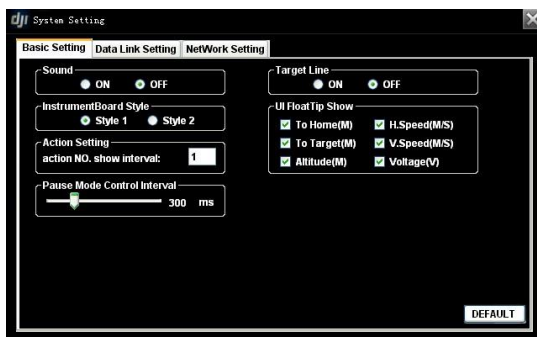 dji System Setting
Basic Setting Data Link Setting NetWork Setting
Sound
ON OFF
InstrumentBoard Style
Style 1 Style 2
Action Setting
action NO. show interval: 1
Pause Mode Control Interval
300 ms
Target Line
ON OFF
UI FloatTip Show
To Home(M) H.Speed(M/S)
To Target(M) V.Speed(M/S)
Altitude(M) Voltage(V)
DEFAULT